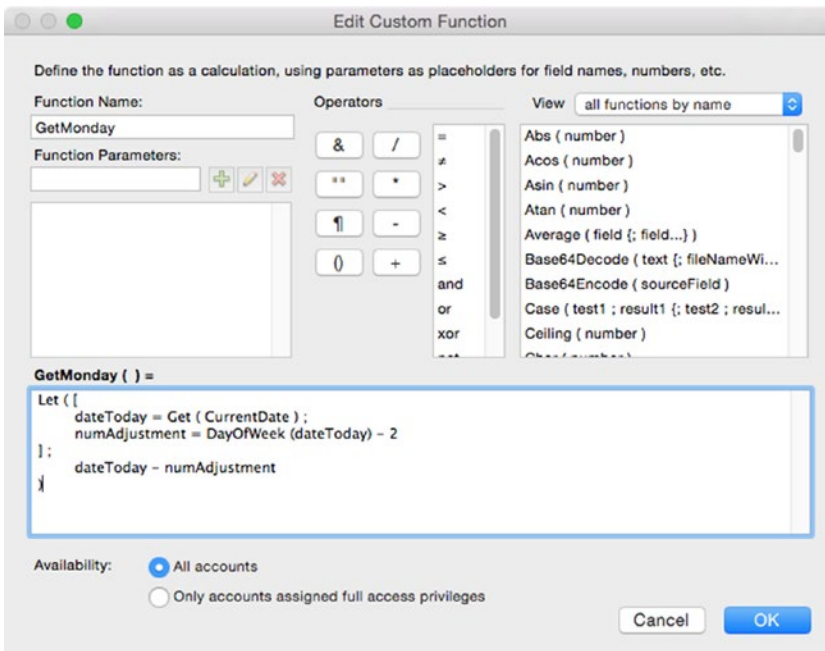 Edit Custom Function
Define the function as a calculation, using parameters as placeholders for field names, numbers, etc.
Function Name:
GetMonday
Function Parameters:
Operators
& /
"" *
¶ -
() +
=
≠
>
<
≥
≤
and
or
xor
not
View all functions by name
Abs ( number )
Acos ( number )
Asin ( number )
Atan ( number )
Average ( field {; field...} )
Base64Decode ( text {; fileNameWi...
Base64Encode ( sourceField )
Case ( test1 ; result1 {; test2 ; resul...
Ceiling ( number )
Char ( number )
GetMonday ( ) =
Let ( [
dateToday = Get ( CurrentDate ) ;
numAdjustment = DayOfWeek (dateToday) - 2
] ;
dateToday - numAdjustment
)
Availability:
All accounts
Only accounts assigned full access privileges
Cancel
OK